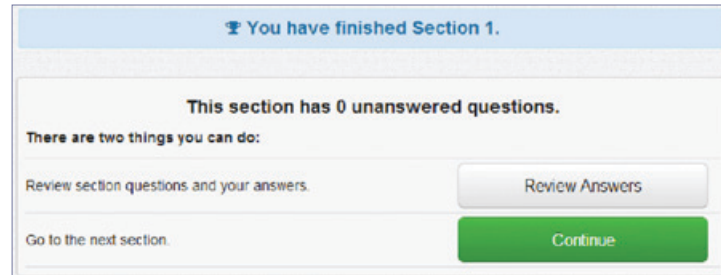 You have finished Section 1.
This section has 0 unanswered questions.
There are two things you can do:
Review section questions and your answers.
Review Answers
Go to the next section.
Continue